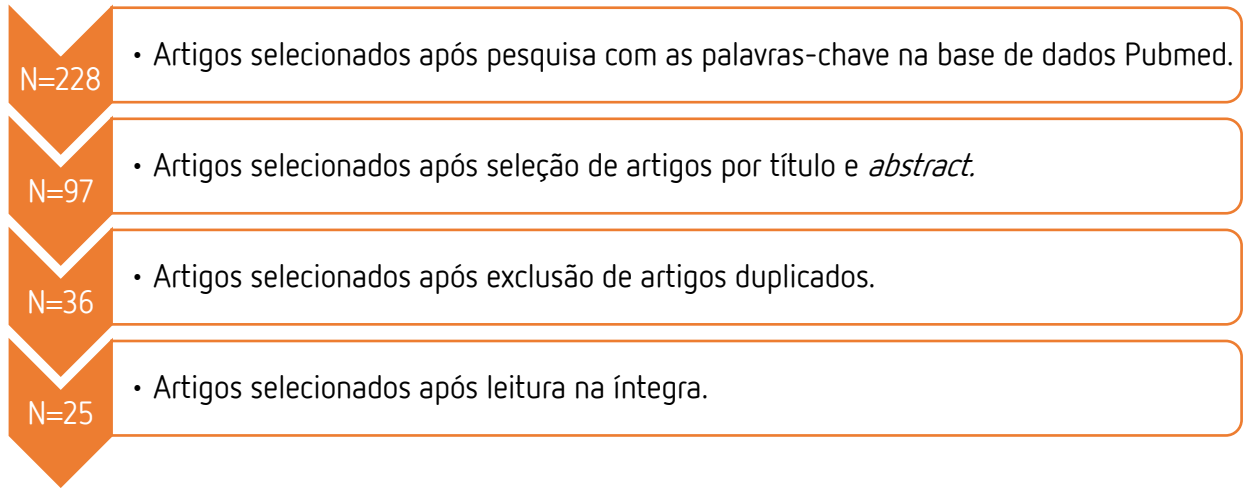 N=228
• Artigos selecionados após pesquisa com as palavras-chave na base de dados Pubmed.
N=97
• Artigos selecionados após seleção de artigos por título e abstract.
N=36
• Artigos selecionados após exclusão de artigos duplicados.
N=25
• Artigos selecionados após leitura na íntegra.